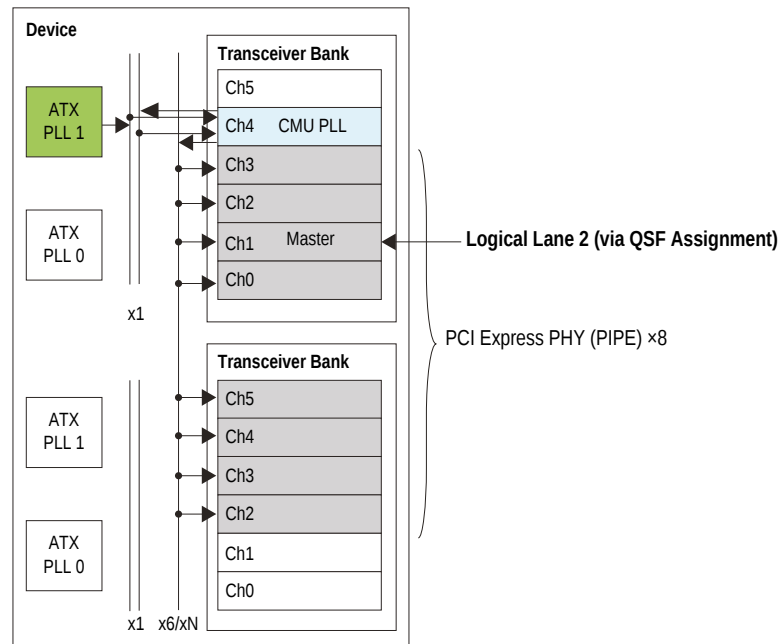 Device
Transceiver Bank
Ch5
ATX
PLL 1
Ch4 CMU PLL
Ch3
Ch2
ATX
PLL 0
Ch1 Master
Logical Lane 2 (via QSF Assignment)
Ch0
x1
PCI Express PHY (PIPE) ×8
Transceiver Bank
Ch5
ATX
PLL 1
Ch4
Ch3
Ch2
ATX
PLL 0
Ch1
Ch0
x1 x6/xN